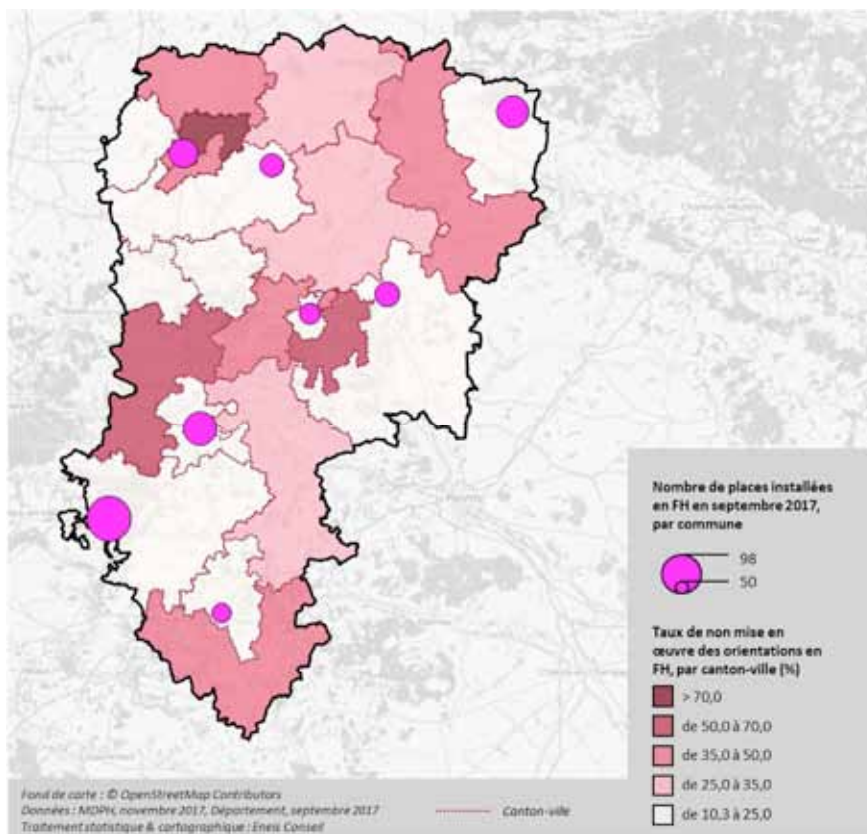 Nombre de places installées
en FH en septembre 2017,
par commune
98
50
Taux de non mise en
œuvre des orientations en
FH, par canton-ville (%)
> 70,0
de 50,0 à 70,0
de 35,0 à 50,0
de 25,0 à 35,0
de 10,3 à 25,0
Fond de carte : © OpenStreetMap Contributors
Données : MDPH, novembre 2017, Département, septembre 2017
Traitement statistique & cartographique : Eneis Conseil
Canton-ville